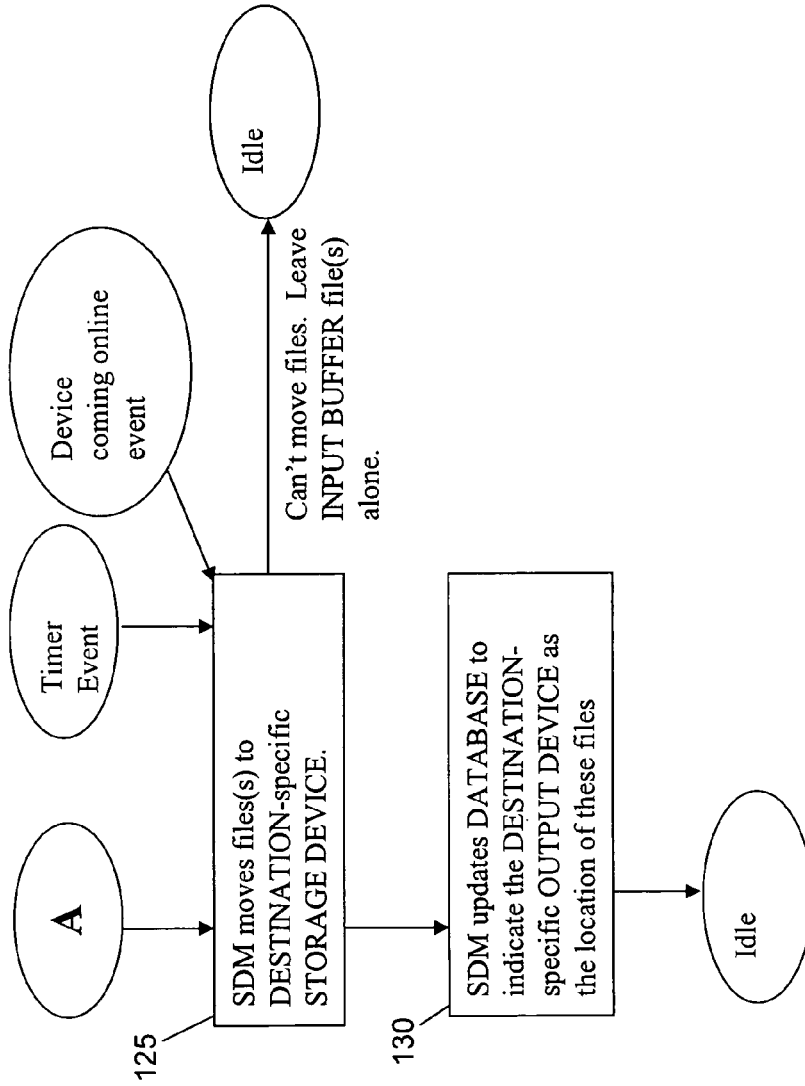 A
Timer
Event
Device
coming online
event
125
SDM moves files(s) to
DESTINATION-specific
STORAGE DEVICE.
Can't move files. Leave
INPUT BUFFER file(s)
alone.
Idle
130
SDM updates DATABASE to
indicate the DESTINATION-
specific OUTPUT DEVICE as
the location of these files
Idle